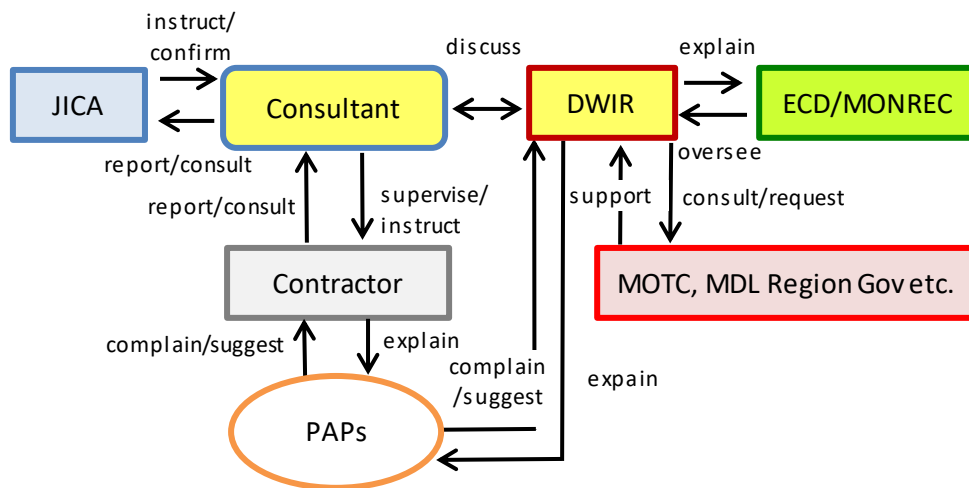 instruct/
confirm
discuss
explain
JICA
Consultant
DWIR
ECD/MONREC
report/consult
oversee
report/consult
supervise/
instruct
support
consult/request
Contractor
MOTC, MDL Region Gov etc.
complain/suggest
explain
complain
/suggest
expain
PAPs